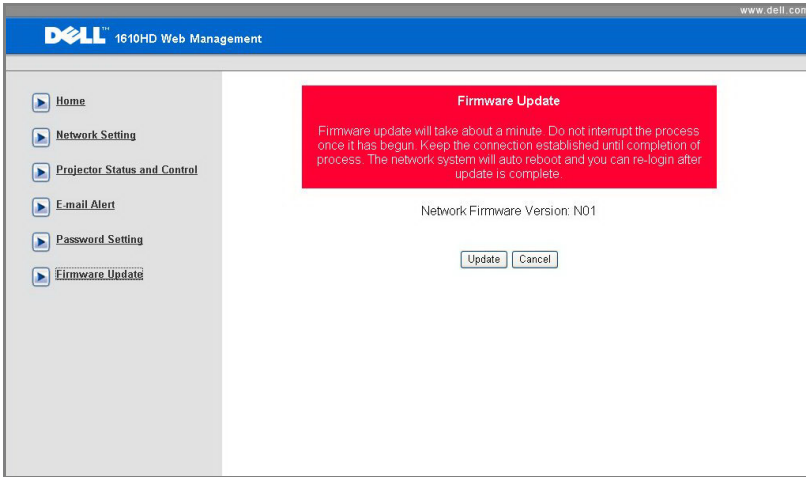 www.dell.com
DELL™ 1610HD Web Management
Home
Network Setting
Projector Status and Control
E-mail Alert
Password Setting
Firmware Update
Firmware Update
Firmware update will take about a minute. Do not interrupt the process
once it has begun. Keep the connection established until completion of
process. The network system will auto reboot and you can re-login after
update is complete.
Network Firmware Version: N01
Update Cancel